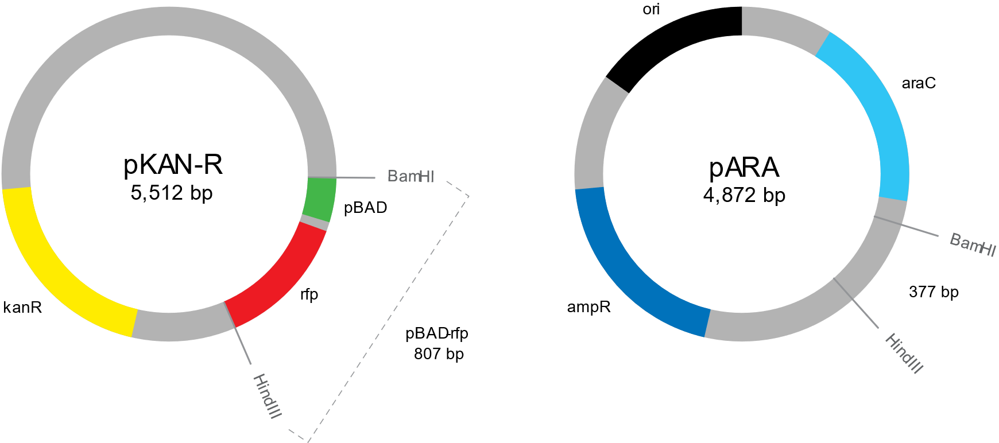 pKAN-R
5,512 bp
BamHI
pBAD
rfp
HindIII
kanR
pBAD-rfp
807 bp
ori
araC
pARA
4,872 bp
BamHI
377 bp
HindIII
ampR